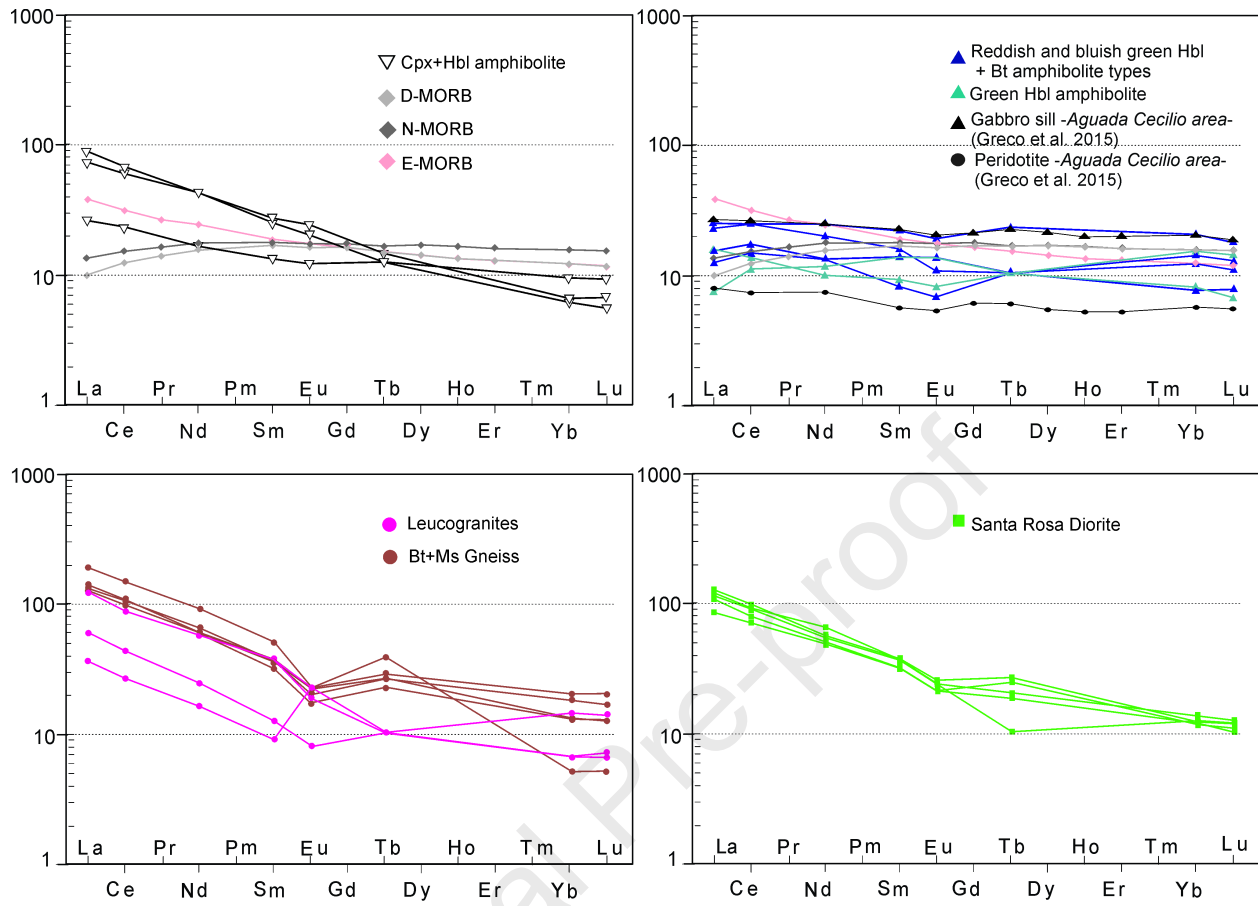 1000
100
10
1
Cpx+Hbl amphibolite
D-MORB
N-MORB
E-MORB
La Pr Pm Eu Tb Ho Tm Lu
Ce Nd Sm Gd Dy Er Yb
1000
100
10
1
Reddish and bluish green Hbl
+ Bt amphibolite types
Green Hbl amphibolite
Gabbro sill -Aguada Cecilio area-
(Greco et al. 2015)
Peridotite -Aguada Cecilio area-
(Greco et al. 2015)
La Pr Pm Eu Tb Ho Tm Lu
Ce Nd Sm Gd Dy Er Yb
1000
100
10
1
Leucogranites
Bt+Ms Gneiss
La Pr Pm Eu Tb Ho Tm Lu
Ce Nd Sm Gd Dy Er Yb
1000
100
10
1
Santa Rosa Diorite
La Pr Pm Eu Tb Ho Tm Lu
Ce Nd Sm Gd Dy Er Yb
al Pre-proof